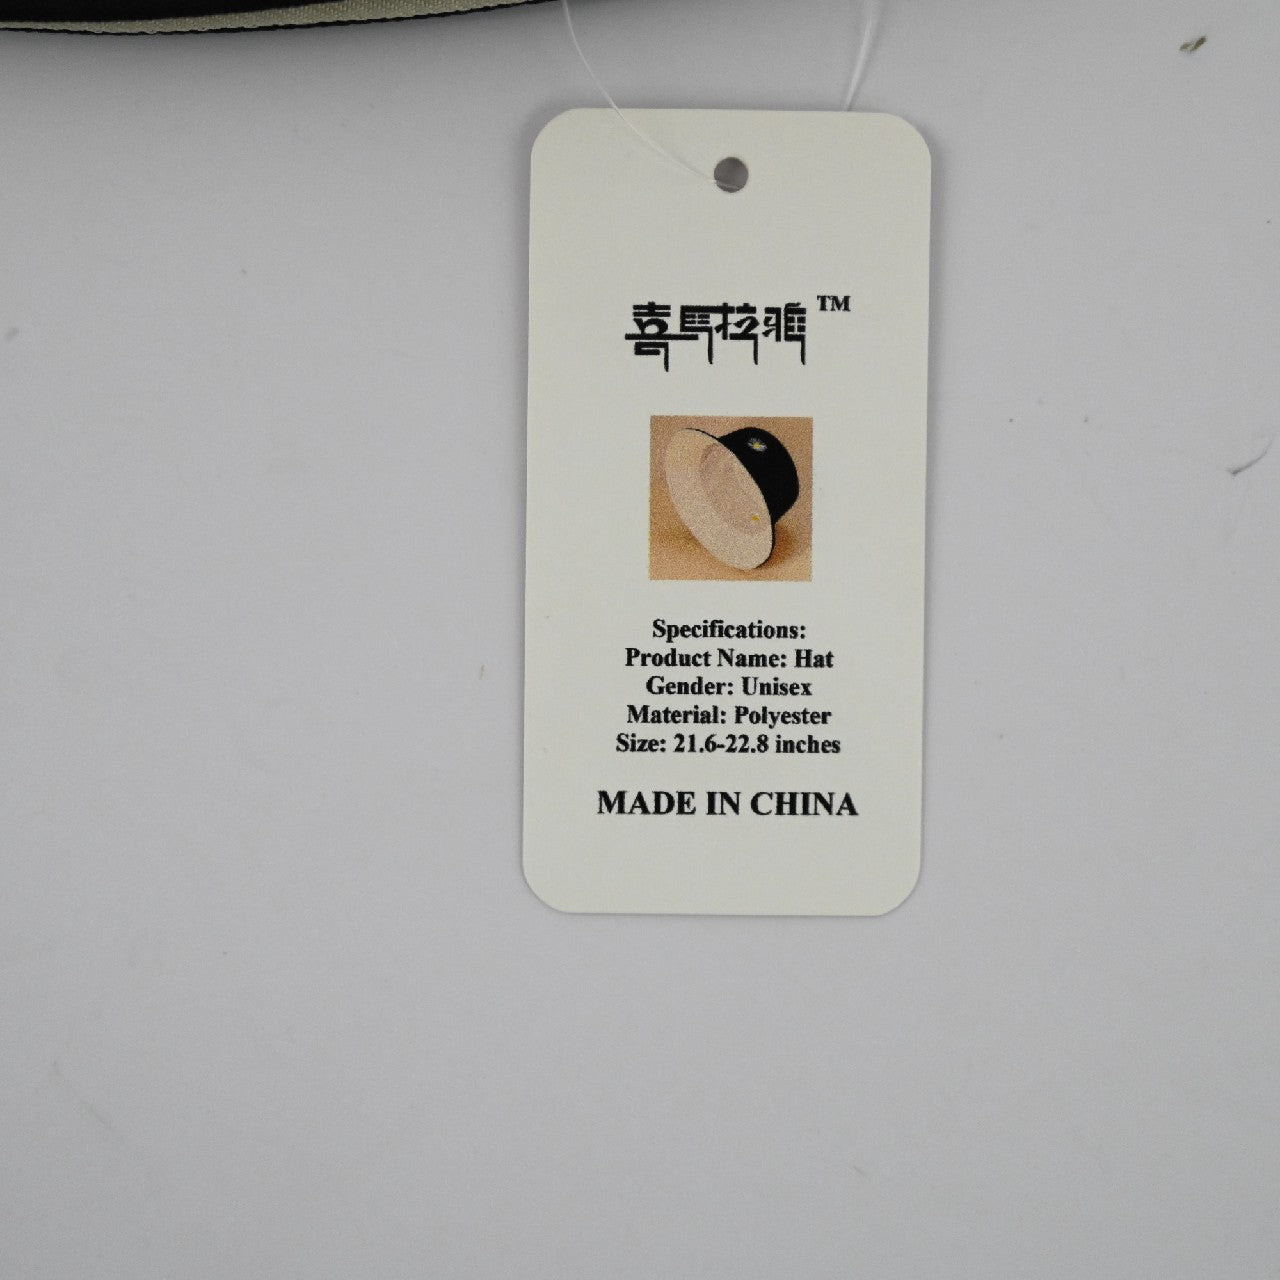 喜馬拉雅™
Specifications:
Product Name: Hat
Gender: Unisex
Material: Polyester
Size: 21.6-22.8 inches
MADE IN CHINA